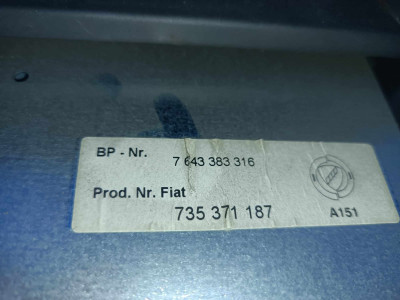 BP - Nr. 7 643 383 316
Prod. Nr. Fiat
735 371 187 A151